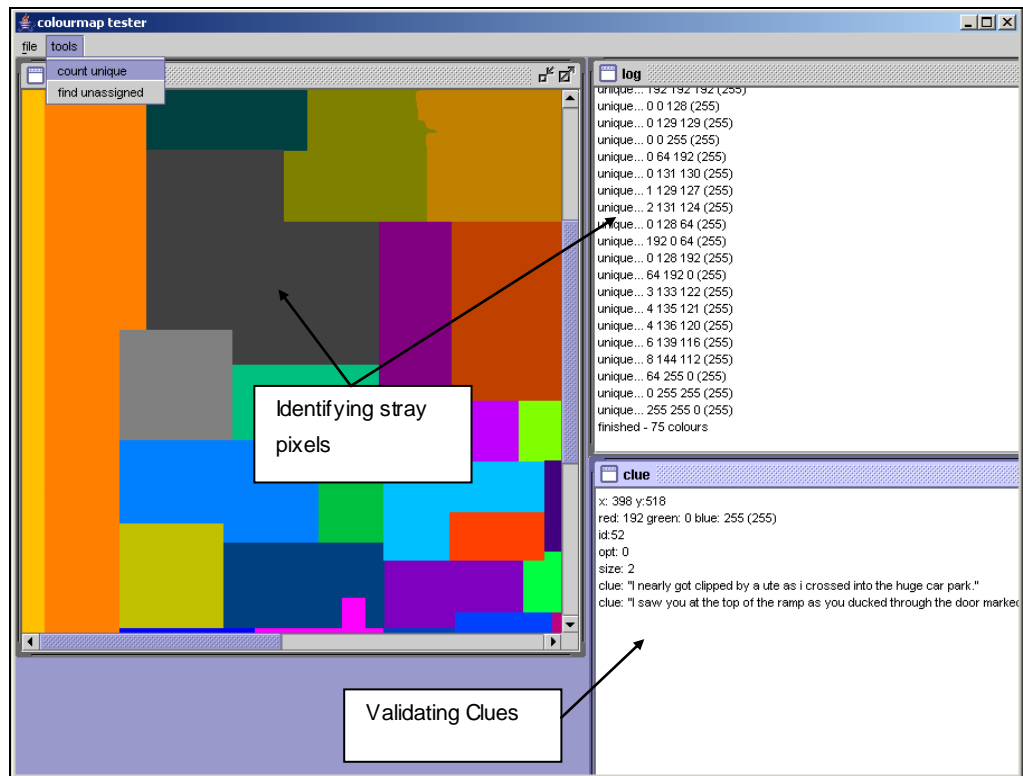 colourmap tester
file tools
count unique
find unassigned
log
unique... 192 192 192 (255)
unique... 0 0 128 (255)
unique... 0 129 129 (255)
unique... 0 0 255 (255)
unique... 0 64 192 (255)
unique... 0 131 130 (255)
unique... 1 129 127 (255)
unique... 2 131 124 (255)
unique... 0 128 64 (255)
unique... 192 0 64 (255)
unique... 0 128 192 (255)
unique... 64 192 0 (255)
unique... 3 133 122 (255)
unique... 4 135 121 (255)
unique... 4 136 120 (255)
unique... 6 139 116 (255)
unique... 8 144 112 (255)
unique... 64 255 0 (255)
unique... 0 255 255 (255)
unique... 255 255 0 (255)
finished - 75 colours
Identifying stray
pixels
clue
x: 398 y:518
red: 192 green: 0 blue: 255 (255)
id:52
opt: 0
size: 2
clue: "I nearly got clipped by a ute as i crossed into the huge car park."
clue: "I saw you at the top of the ramp as you ducked through the door marked
Validating Clues